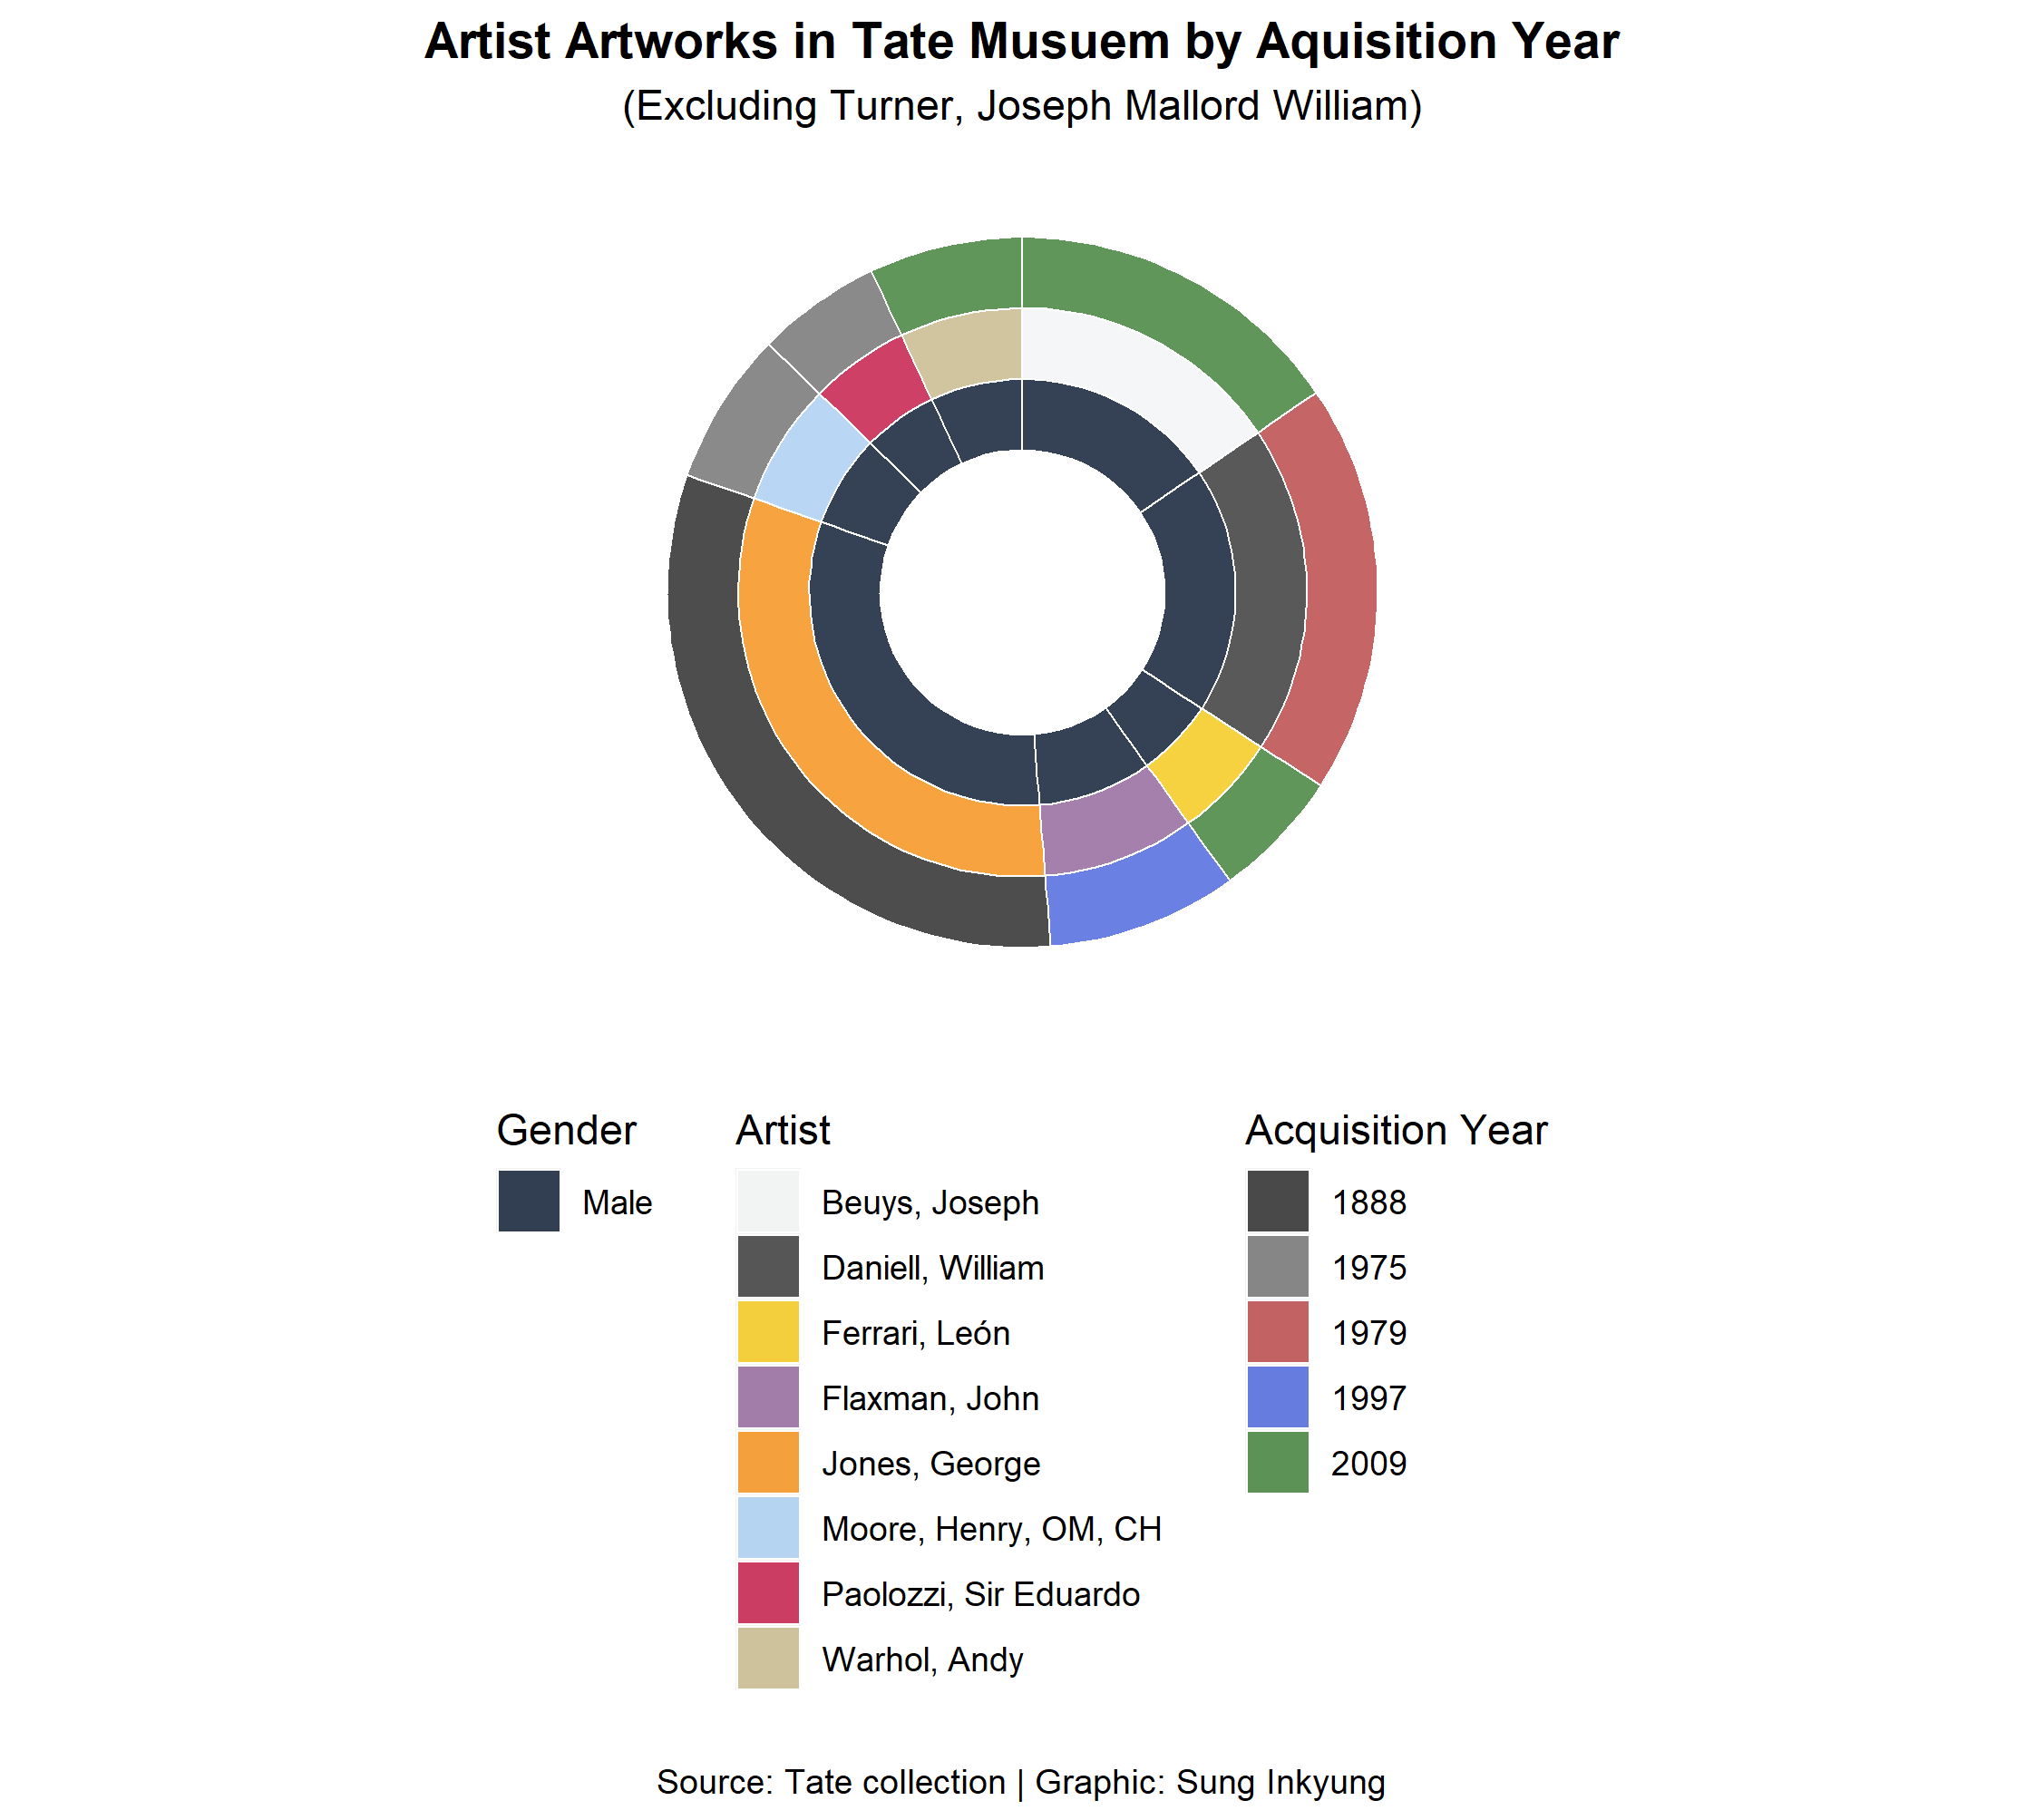 Artist Artworks in Tate Musuem by Aquisition Year
(Excluding Turner, Joseph Mallord William)
Gender
Male
Artist
Beuys, Joseph
Daniell, William
Ferrari, León
Flaxman, John
Jones, George
Moore, Henry, OM, CH
Paolozzi, Sir Eduardo
Warhol, Andy
Acquisition Year
1888
1975
1979
1997
2009
Source: Tate collection | Graphic: Sung Inkyung